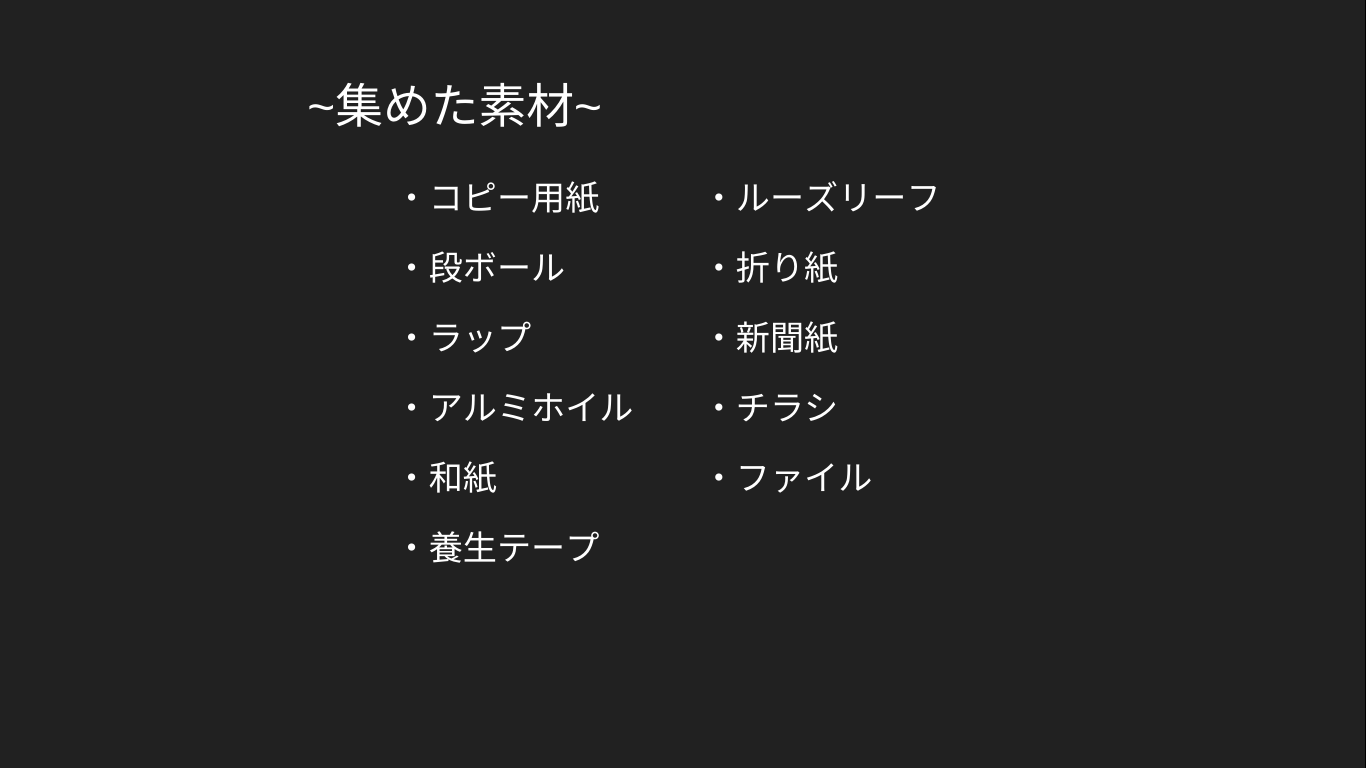 ~集めた素材~
・コピー用紙
・段ボール
・ラップ
・アルミホイル
・和紙
・養生テープ
・ルーズリーフ
・折り紙
・新聞紙
・チラシ
・ファイル